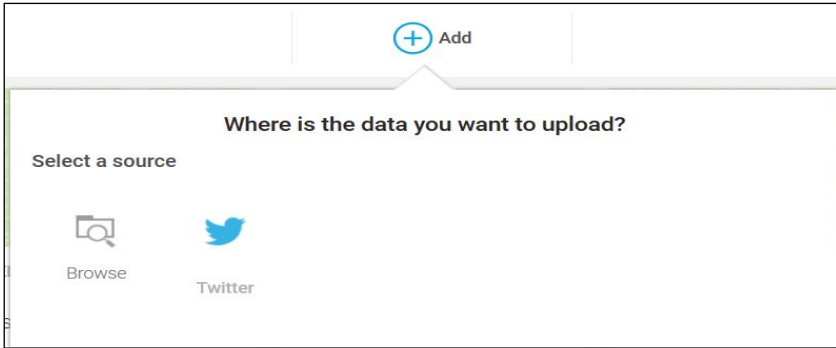 Add
Where is the data you want to upload?
Select a source
Browse
Twitter